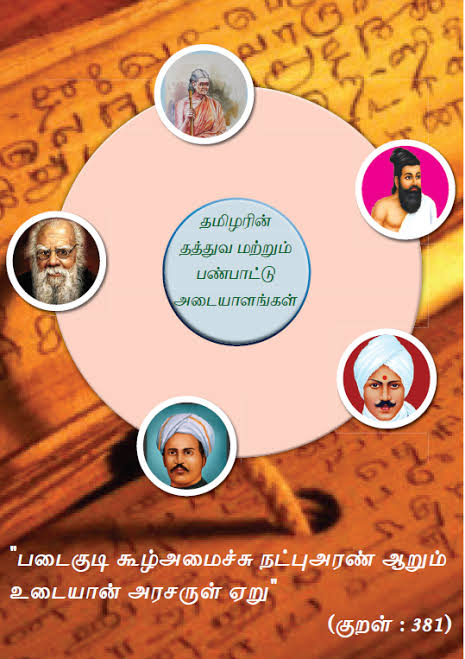 தமிழரின்
தத்துவ மற்றும்
பண்பாட்டு
அடையாளங்கள்
"படைகுடி கூழ்அமைச்சு நட்புஅரண் ஆறும்
உடையான் அரசருள் ஏறு"
(குறள் : 381)